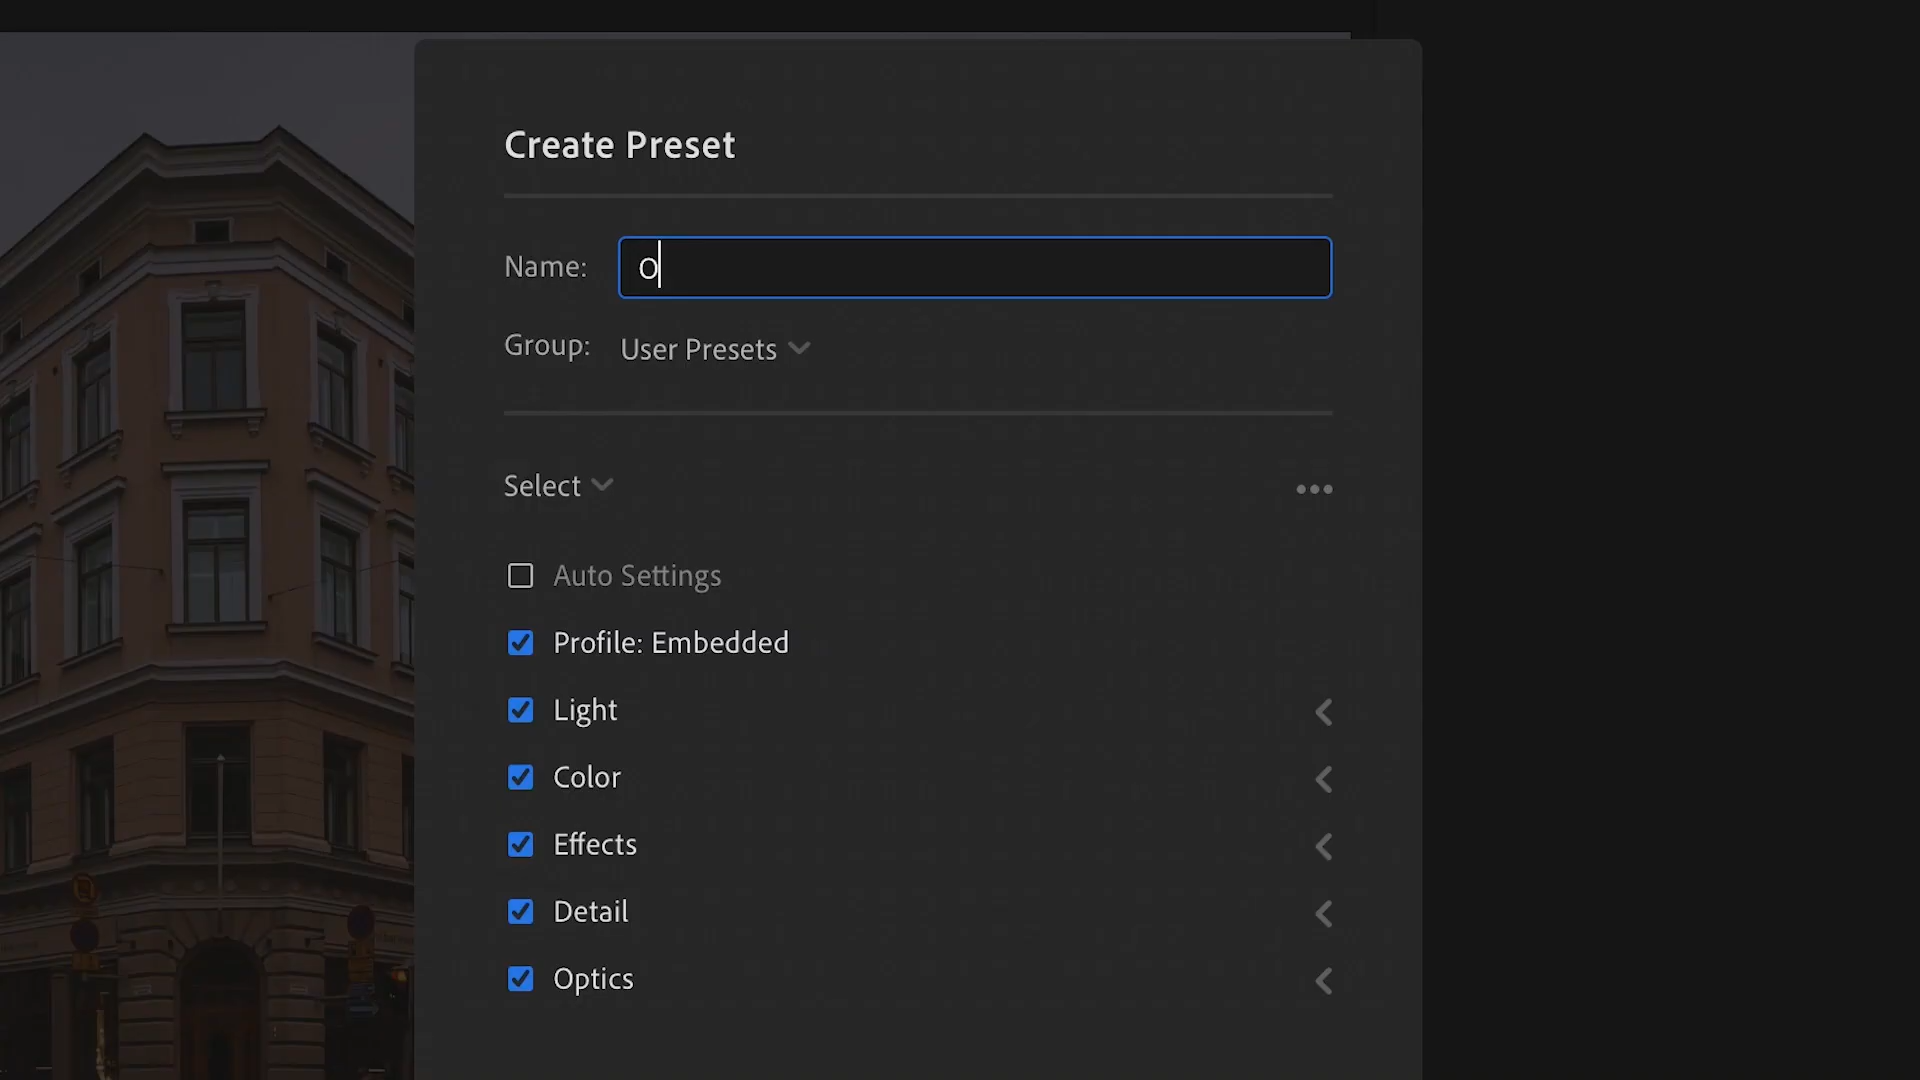 Create Preset
Name: O
Group: User Presets
Select
Auto Settings
Profile: Embedded
Light
Color
Effects
Detail
Optics